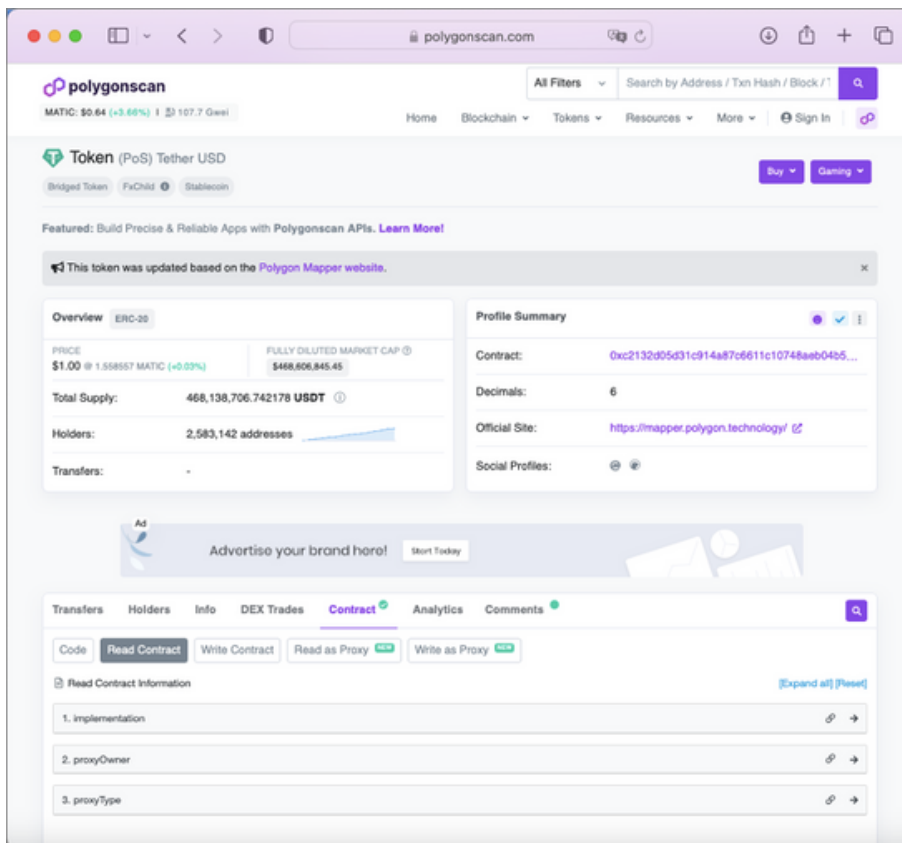 polygonscan.com
polygonscan
All Filters
Search by Address / Txn Hash / Block / T
MATIC: $0.64 (+3.66%) | 107.7 Gwei
Home Blockchain Tokens Resources More Sign In
Token (PoS) Tether USD
Buy Gaming
Bridged Token FxChild Stablecoin
Featured: Build Precise & Reliable Apps with Polygonscan APIs. Learn More!
This token was updated based on the Polygon Mapper website.
Overview ERC-20
PRICE
$1.00 @ 1.558557 MATIC (+0.03%)
FULLY DILUTED MARKET CAP
$468,606,845.45
Total Supply: 468,138,706.742178 USDT
Holders: 2,583,142 addresses
Transfers: -
Profile Summary
Contract: 0xc2132d05d31c914a87c6611c10748aeb04b5...
Decimals: 6
Official Site: https://mapper.polygon.technology/
Social Profiles:
Ad
Advertise your brand here! Start Today
Transfers Holders Info DEX Trades Contract Analytics Comments
Code Read Contract Write Contract Read as Proxy NEW Write as Proxy NEW
Read Contract Information
[Expand all] [Reset]
1. implementation
2. proxyOwner
3. proxyType